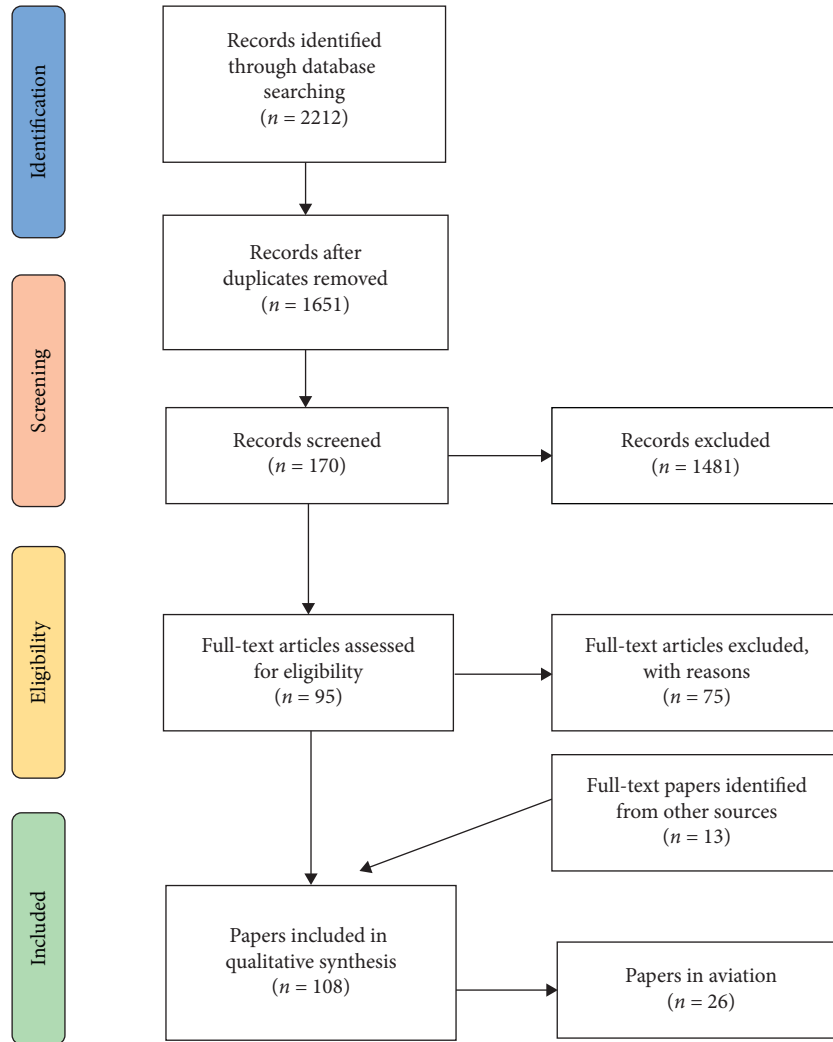 Identification
Records identified
through database
searching
(n = 2212)
Records after
duplicates removed
(n = 1651)
Screening
Records screened
(n = 170)
Records excluded
(n = 1481)
Eligibility
Full-text articles assessed
for eligibility
(n = 95)
Full-text articles excluded,
with reasons
(n = 75)
Full-text papers identified
from other sources
(n = 13)
Included
Papers included in
qualitative synthesis
(n = 108)
Papers in aviation
(n = 26)